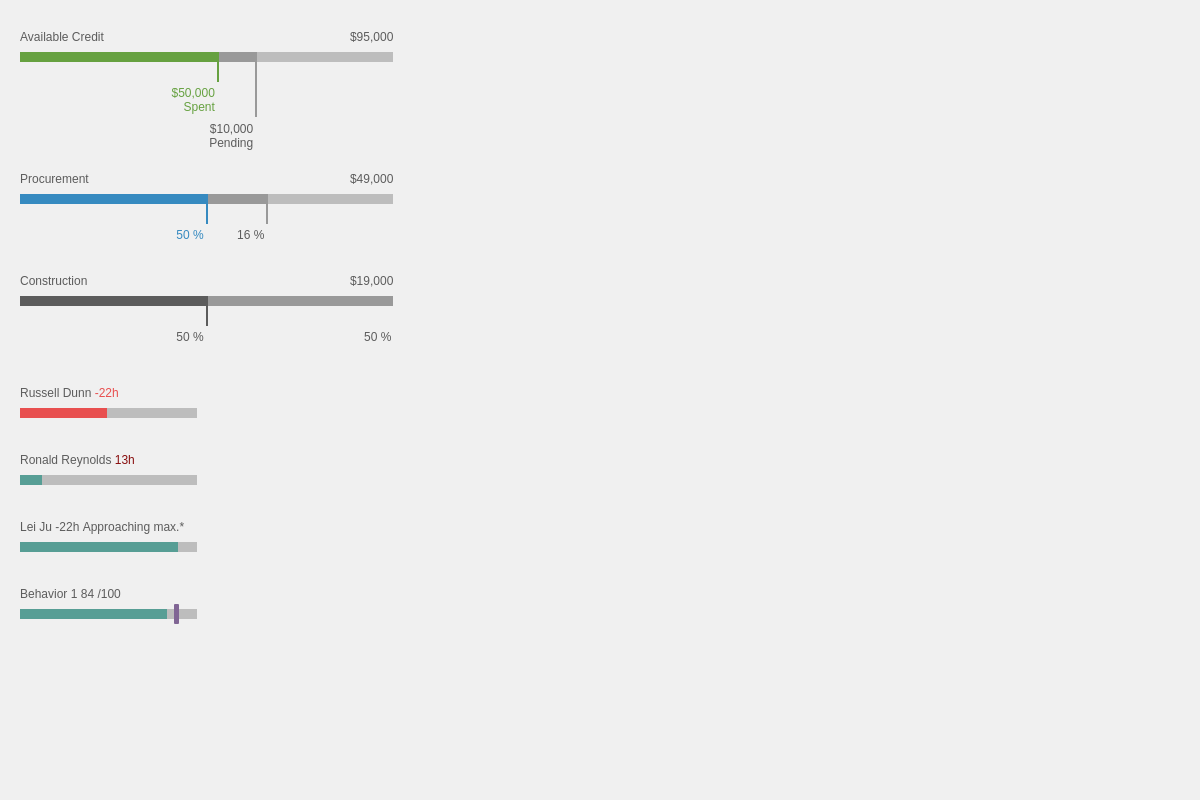 Available Credit $95,000
$50,000
Spent
$10,000
Pending
Procurement $49,000
50 % 16 %
Construction $19,000
50 % 50 %
Russell Dunn -22h
Ronald Reynolds 13h
Lei Ju -22h Approaching max.*
Behavior 1 84 /100